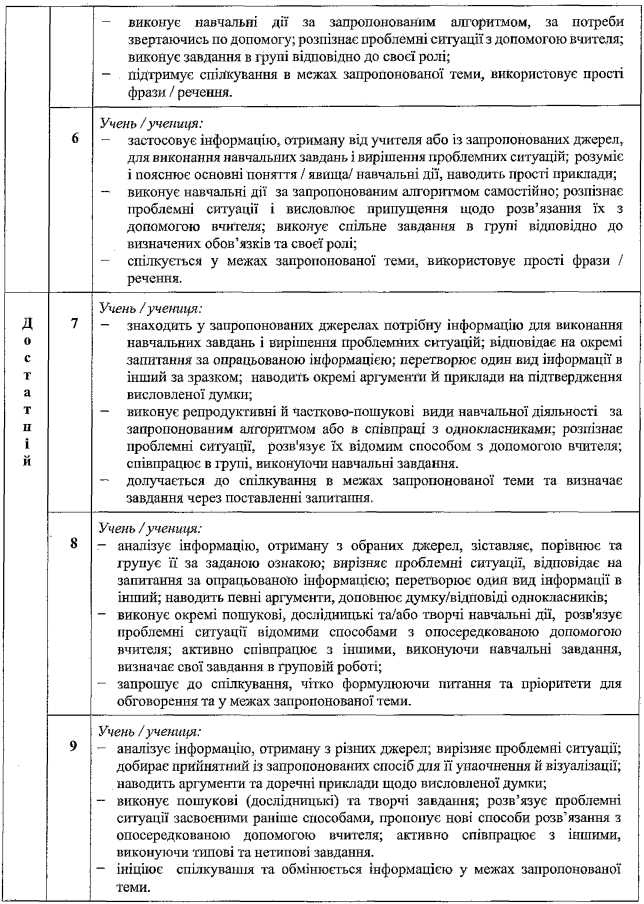 – виконує навчальні дії за запропонованим алгоритмом, за потреби
звертаючись по допомогу; розпізнає проблемні ситуації з допомогою вчителя;
виконує завдання в групі відповідно до своєї ролі;
– підтримує спілкування в межах запропонованої теми, використовує прості
фрази / речення.
6
Учень / учениця:
– застосовує інформацію, отриману від учителя або із запропонованих джерел,
для виконання навчальних завдань і вирішення проблемних ситуацій; розуміє
і пояснює основні поняття / явища/ навчальні дії, наводить прості приклади;
– виконує навчальні дії за запропонованим алгоритмом самостійно; розпізнає
проблемні ситуації і висловлює припущення щодо розв’язання їх з
допомогою вчителя; виконує спільне завдання в групі відповідно до
визначених обов’язків та своєї ролі;
– спілкується у межах запропонованої теми, використовує прості фрази /
речення.
Достатній
7
Учень / учениця:
– знаходить у запропонованих джерелах потрібну інформацію для виконання
навчальних завдань і вирішення проблемних ситуацій; відповідає на окремі
запитання за опрацьованою інформацією; перетворює один вид інформації в
інший за зразком; наводить окремі аргументи й приклади на підтвердження
висловленої думки;
– виконує репродуктивні й частково-пошукові види навчальної діяльності за
запропонованим алгоритмом або в співпраці з однокласниками; розпізнає
проблемні ситуації, розв'язує їх відомим способом з допомогою вчителя;
співпрацює в групі, виконуючи навчальні завдання.
– долучається до спілкування в межах запропонованої теми та визначає
завдання через поставленні запитання.
8
Учень / учениця:
– аналізує інформацію, отриману з обраних джерел, зіставляє, порівнює та
групує її за заданою ознакою; вирізняє проблемні ситуації, відповідає на
запитання за опрацьованою інформацією; перетворює один вид інформації в
інший; наводить певні аргументи, доповнює думку/відповіді однокласників;
– виконує окремі пошукові, дослідницькі та/або творчі навчальні дії, розв'язує
проблемні ситуації відомими способами з опосередкованою допомогою
вчителя; активно співпрацює з іншими, виконуючи навчальні завдання,
визначає свої завдання в груповій роботі;
– запрошує до спілкування, чітко формулюючи питання та пріоритети для
обговорення та у межах запропонованої теми.
9
Учень / учениця:
– аналізує інформацію, отриману з різних джерел; вирізняє проблемні ситуації;
добирає прийнятний із запропонованих спосіб для її унаочнення й візуалізації;
наводить аргументи та доречні приклади щодо висловленої думки;
– виконує пошукові (дослідницькі) та творчі завдання; розв’язує проблемні
ситуації засвоєними раніше способами, пропонує нові способи розв’язання з
опосередкованою допомогою вчителя; активно співпрацює з іншими,
виконуючи типові та нетипові завдання.
– ініціює спілкування та обмінюється інформацією у межах запропонованої
теми.